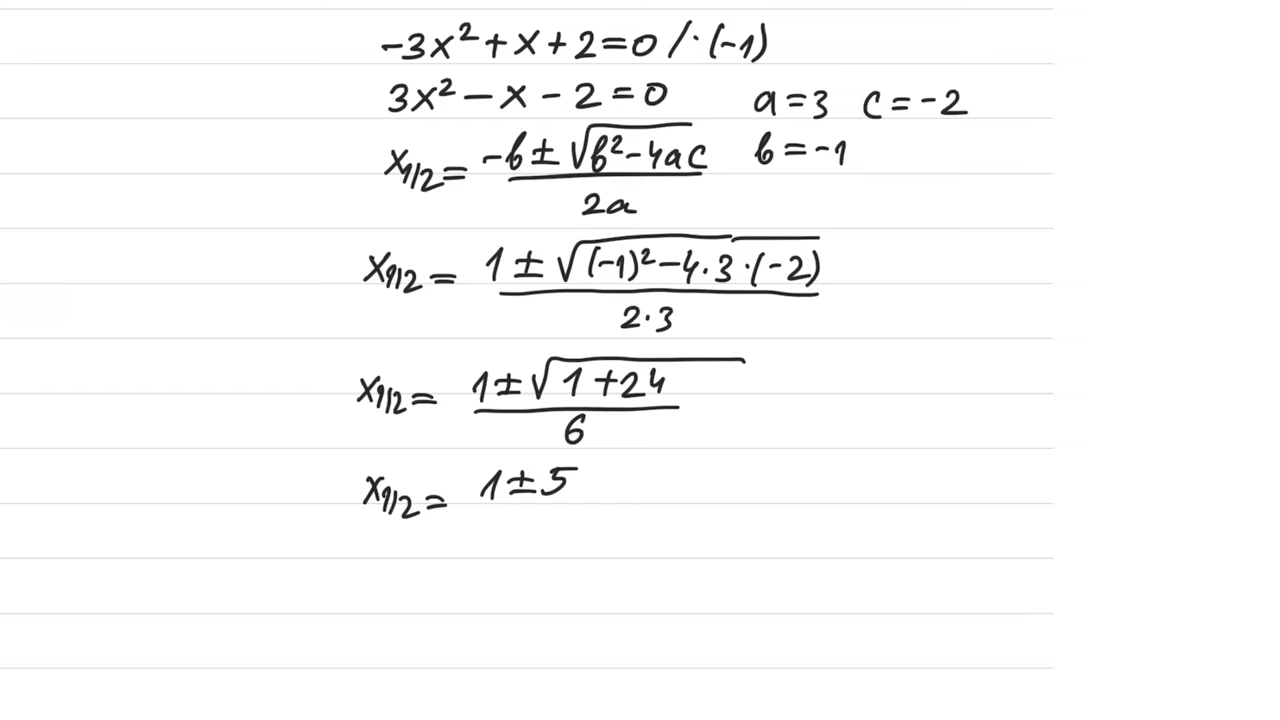 -3x² + x + 2 = 0 / · (-1)
3x² - x - 2 = 0 a = 3 c = -2
x1/2 = (-b ± √(b² - 4ac)) / 2a b = -1
x1/2 = (1 ± √((-1)² - 4 · 3 · (-2))) / 2 · 3
x1/2 = (1 ± √(1 + 24)) / 6
x1/2 = 1 ± 5